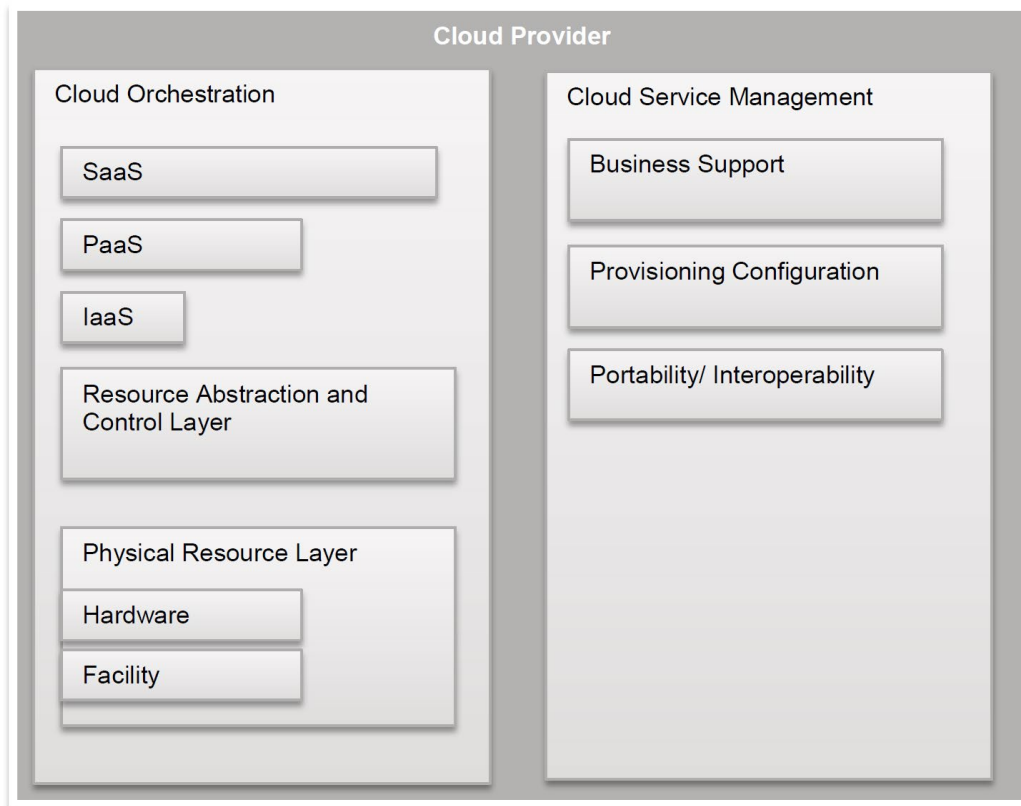 Cloud Provider
Cloud Orchestration
SaaS
PaaS
IaaS
Resource Abstraction and
Control Layer
Physical Resource Layer
Hardware
Facility
Cloud Service Management
Business Support
Provisioning Configuration
Portability/ Interoperability